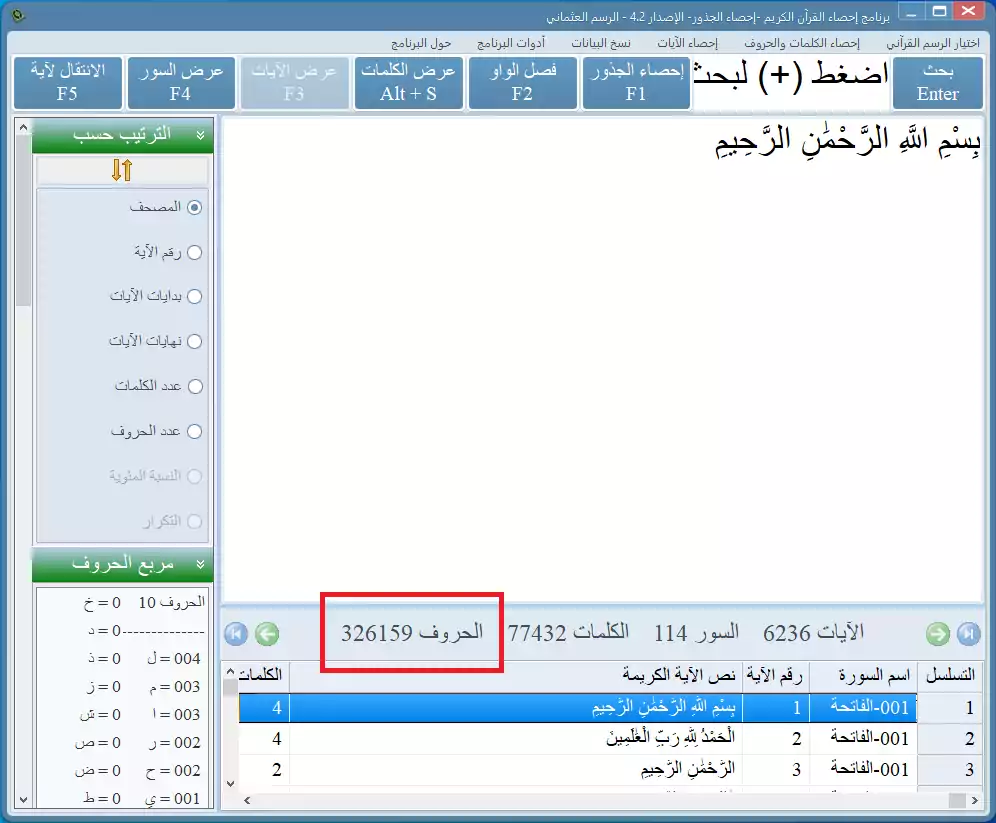 برنامج إحصاء القرآن الكريم -إحصاء الجذور- الإصدار 4.2 - الرسم العثماني
اختيار الرسم القرآني إحصاء الكلمات والحروف إحصاء الآيات نسخ البيانات أدوات البرنامج حول البرنامج
بحث
Enter
اضغط (+) لبحث
إحصاء الجذور
F1
فصل الواو
F2
عرض الكلمات
Alt + S
عرض الآيات
F3
عرض السور
F4
الانتقال لآية
F5
بِسْمِ اللَّهِ الرَّحْمَٰنِ الرَّحِيمِ
الترتيب حسب
المصحف
رقم الآية
بدايات الآيات
نهايات الآيات
عدد الكلمات
عدد الحروف
النسبة المئوية
التكرار
مربع الحروف
الحروف 10 خ = 0
------------- د = 0
ل = 004 ذ = 0
م = 003 ز = 0
ا = 003 ش = 0
ر = 002 ص = 0
ح = 002 ض = 0
ي = 001 ط = 0
الآيات 6236 السور 114 الكلمات 77432 الحروف 326159
التسلسل اسم السورة رقم الآية نص الآية الكريمة الكلمات
1 001-الفاتحة 1 بِسْمِ اللَّهِ الرَّحْمَٰنِ الرَّحِيمِ 4
2 001-الفاتحة 2 الْحَمْدُ لِلَّهِ رَبِّ الْعَٰلَمِينَ 4
3 001-الفاتحة 3 الرَّحْمَٰنِ الرَّحِيمِ 2